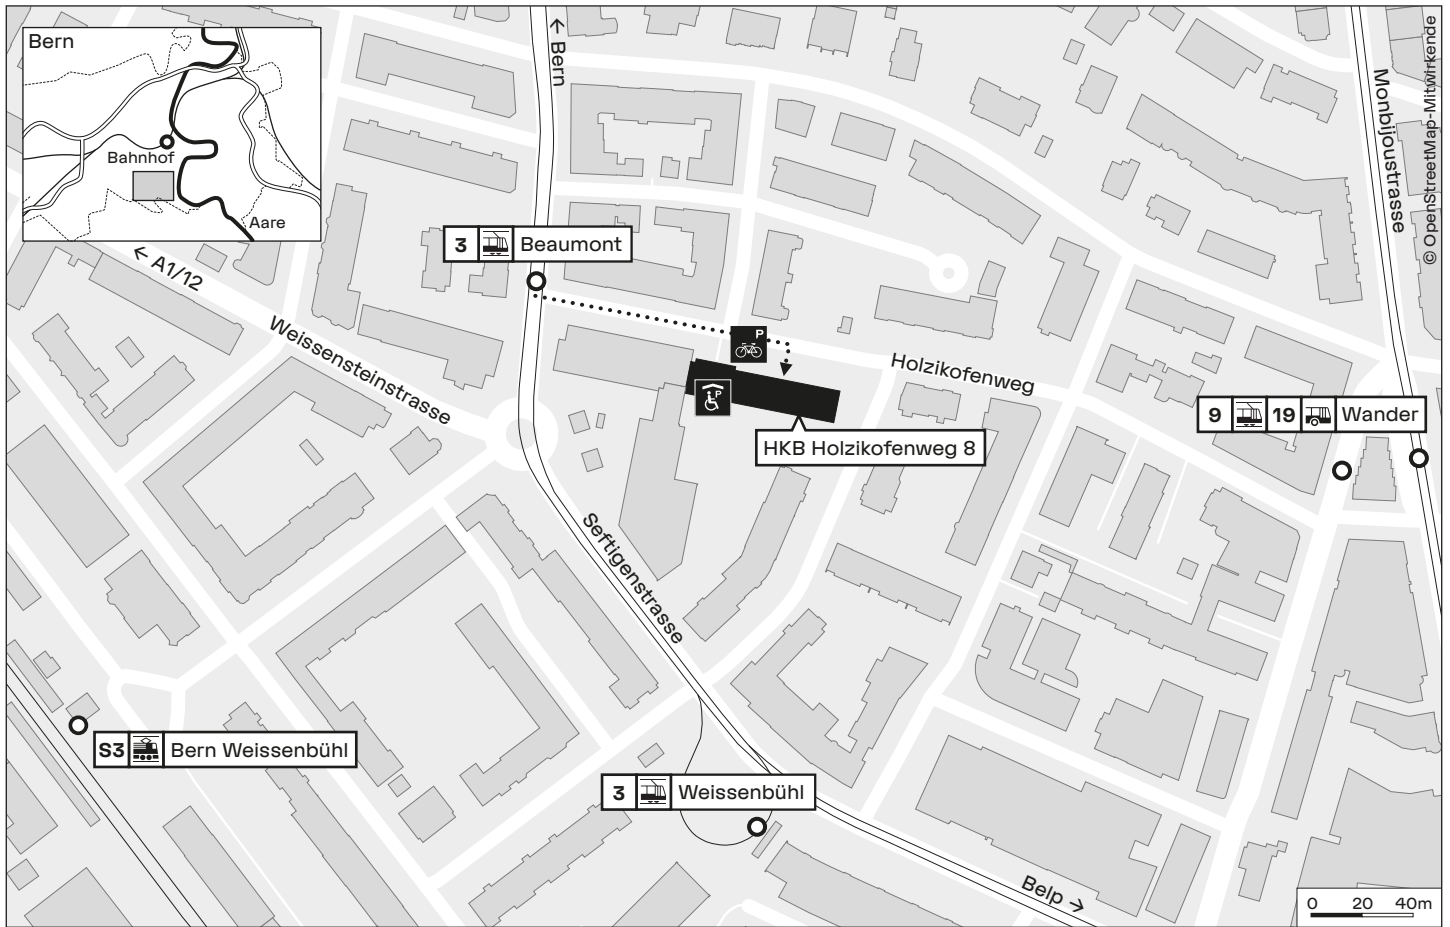 Bern
Bahnhof
Aare
← Bern
Monbijoustrasse
© OpenStreetMap-Mitwirkende
← A1/12
3 Beaumont
Weissensteinstrasse
P
P
Holzikofenweg
HKB Holzikofenweg 8
9 19 Wander
Seftigenstrasse
S3 Bern Weissenbühl
3 Weissenbühl
Belp →
0 20 40m